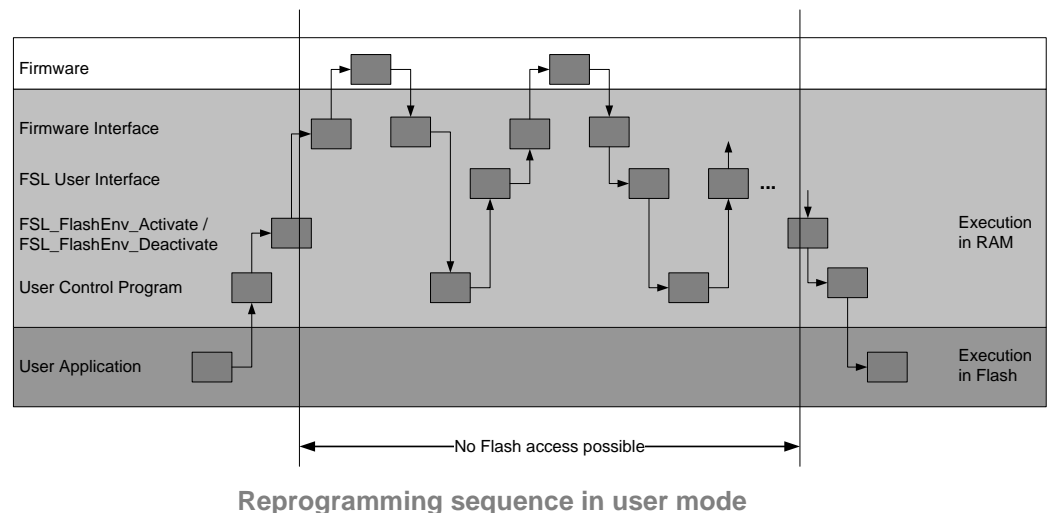 Firmware
Firmware Interface
FSL User Interface
...
FSL_FlashEnv_Activate /
FSL_FlashEnv_Deactivate
Execution
in RAM
User Control Program
User Application
Execution
in Flash
No Flash access possible
Reprogramming sequence in user mode